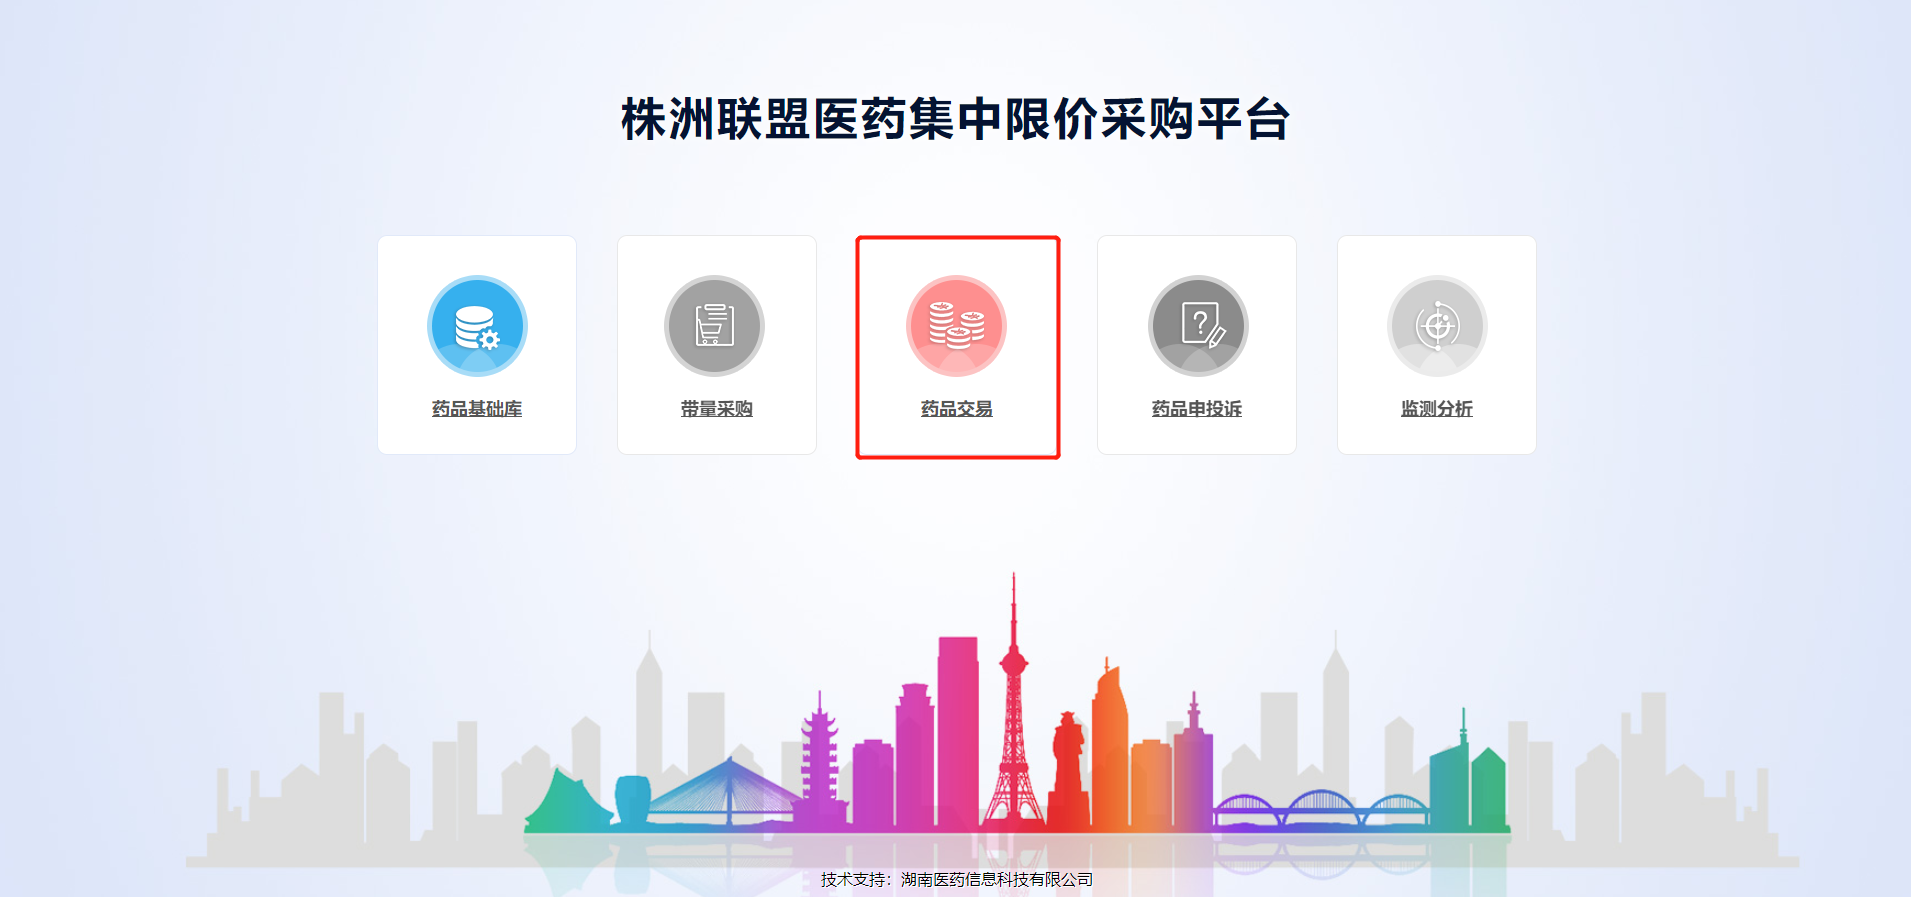 株洲联盟医药集中限价采购平台
药品基础库
带量采购
药品交易
药品申投诉
监测分析
技术支持：湖南医药信息科技有限公司